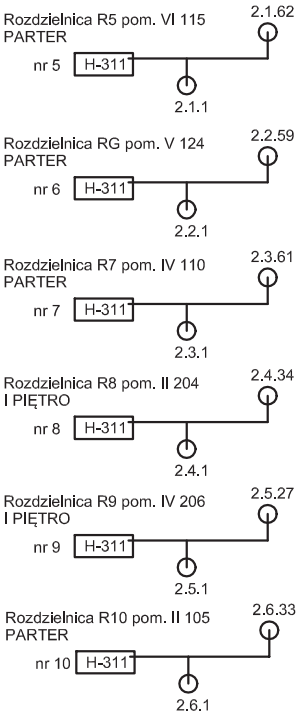 Rozdzielnica R5 pom. VI 115
2.1.62
PARTER
nr 5 H-311
2.1.1
Rozdzielnica RG pom. V 124
2.2.59
PARTER
nr 6 H-311
2.2.1
Rozdzielnica R7 pom. IV 110
2.3.61
PARTER
nr 7 H-311
2.3.1
Rozdzielnica R8 pom. II 204
2.4.34
I PIĘTRO
nr 8 H-311
2.4.1
Rozdzielnica R9 pom. IV 206
2.5.27
I PIĘTRO
nr 9 H-311
2.5.1
Rozdzielnica R10 pom. II 105
2.6.33
PARTER
nr 10 H-311
2.6.1